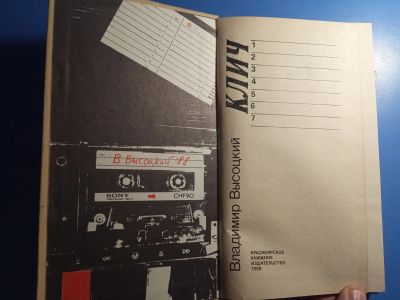 В. Высоцкий '88
SONY
CHF90
КЛИЧ
1
2
3
4
5
6
7
Владимир Высоцкий
КРАСНОЯРСКОЕ
КНИЖНОЕ
ИЗДАТЕЛЬСТВО
1988